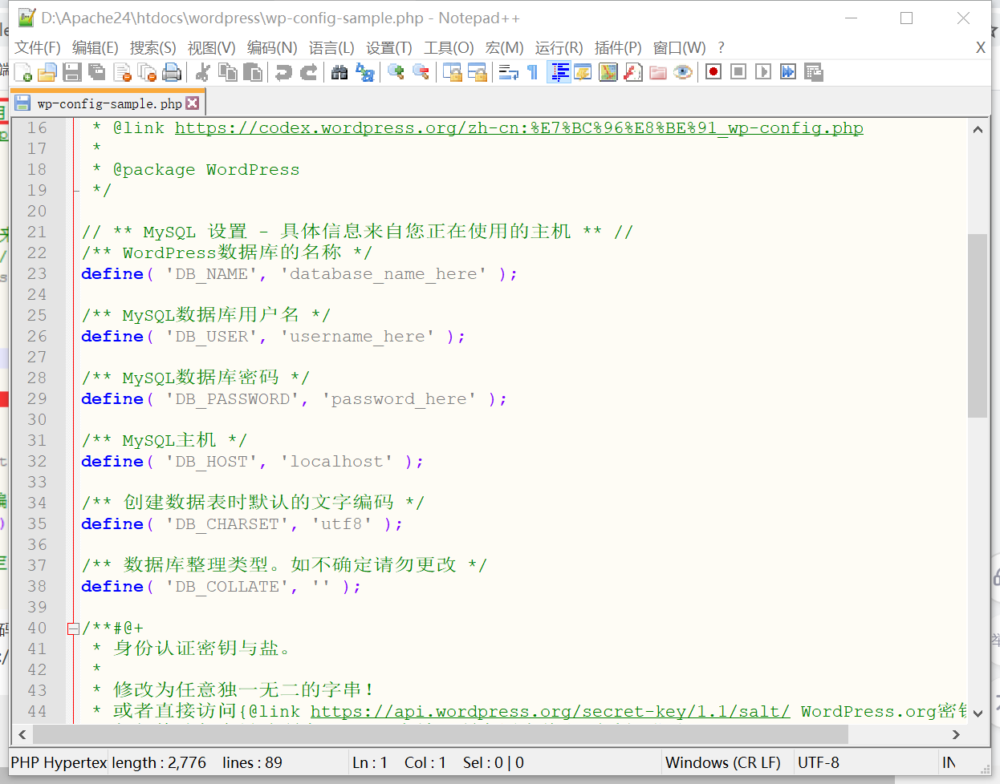 D:\Apache24\htdocs\wordpress\wp-config-sample.php - Notepad++
文件(F) 编辑(E) 搜索(S) 视图(V) 编码(N) 语言(L) 设置(T) 工具(O) 宏(M) 运行(R) 插件(P) 窗口(W) ? X
wp-config-sample.php
16 * @link https://codex.wordpress.org/zh-cn:%E7%BC%96%E8%BE%91_wp-config.php
17 *
18 * @package WordPress
19 */
20
21 // ** MySQL 设置 - 具体信息来自您正在使用的主机 ** //
22 /** WordPress数据库的名称 */
23 define( 'DB_NAME', 'database_name_here' );
24
25 /** MySQL数据库用户名 */
26 define( 'DB_USER', 'username_here' );
27
28 /** MySQL数据库密码 */
29 define( 'DB_PASSWORD', 'password_here' );
30
31 /** MySQL主机 */
32 define( 'DB_HOST', 'localhost' );
33
34 /** 创建数据表时默认的文字编码 */
35 define( 'DB_CHARSET', 'utf8' );
36
37 /** 数据库整理类型。如不确定请勿更改 */
38 define( 'DB_COLLATE', '' );
39
40 /**#@+
41 * 身份认证密钥与盐。
42 *
43 * 修改为任意独一无二的字串！
44 * 或者直接访问{@link https://api.wordpress.org/secret-key/1.1/salt/ WordPress.org密钥
PHP Hypertex length : 2,776 lines : 89 Ln : 1 Col : 1 Sel : 0 | 0 Windows (CR LF) UTF-8 IN